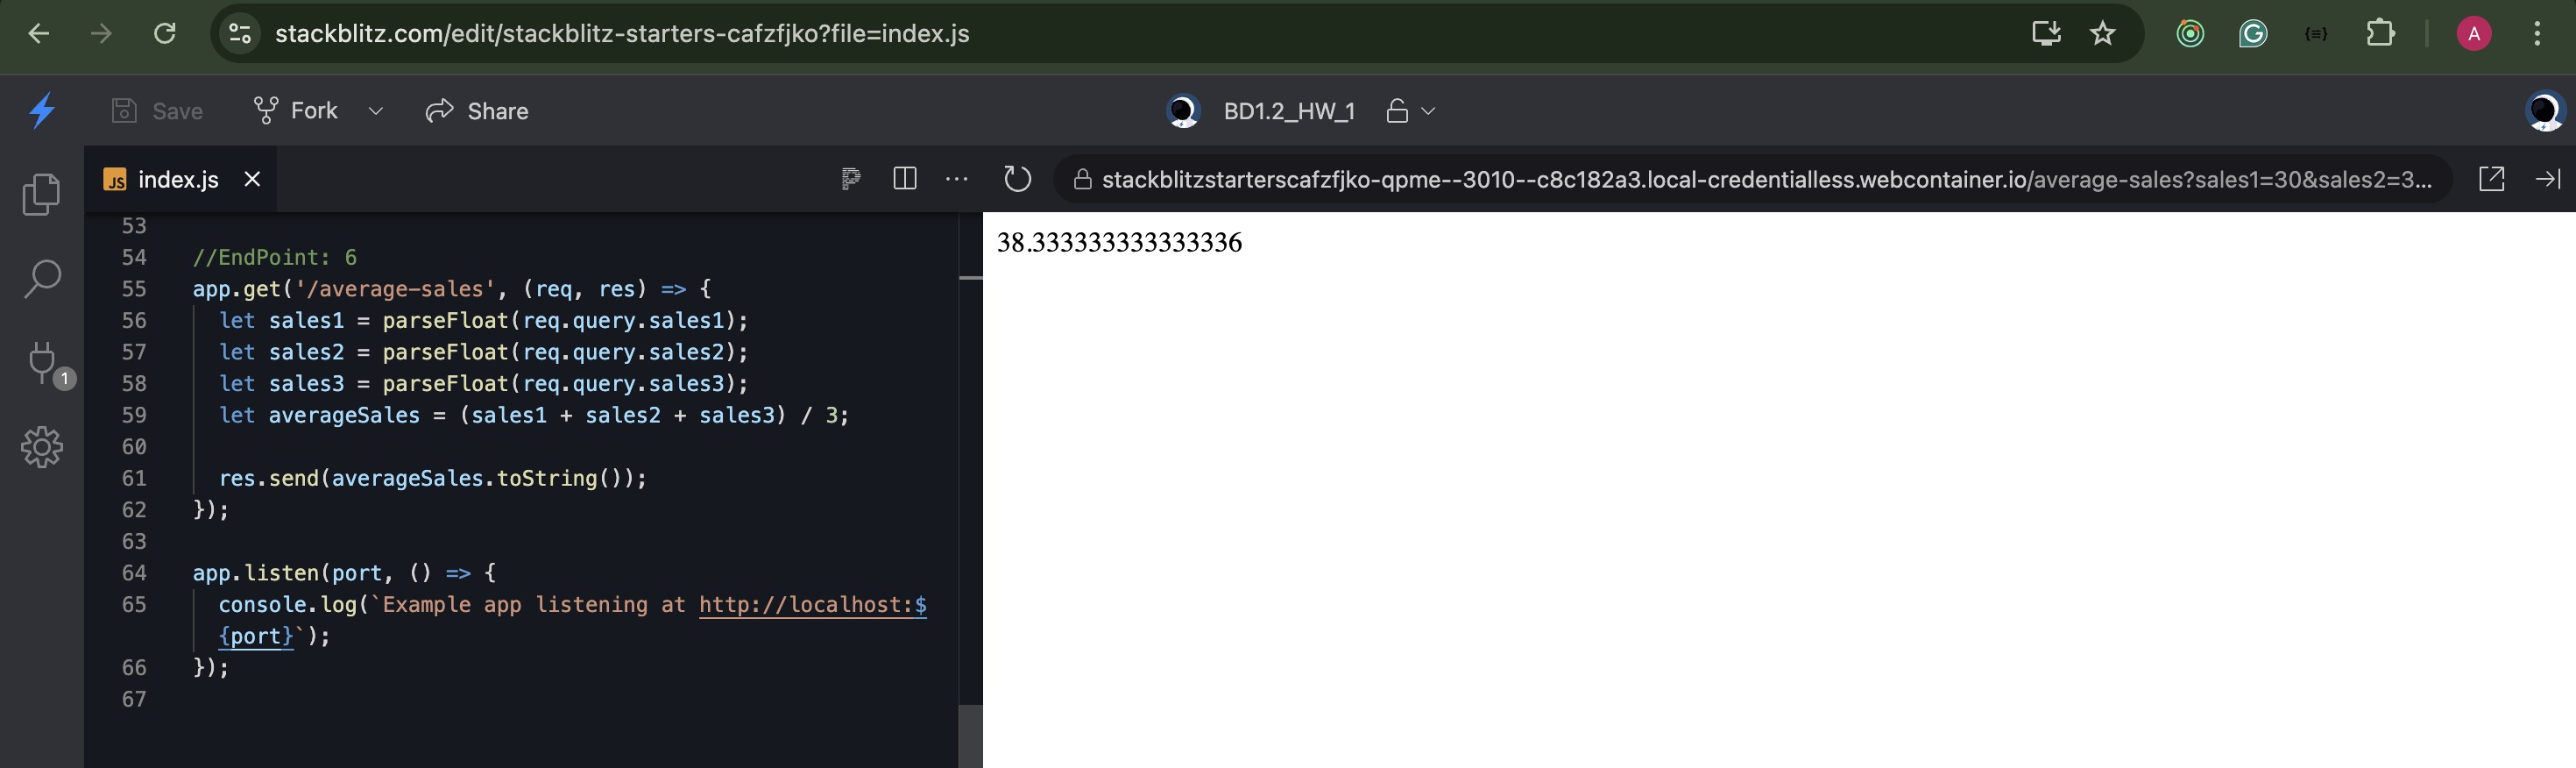 stackblitz.com/edit/stackblitz-starters-cafzfjko?file=index.js
A
Save
Fork
Share
BD1.2_HW_1
JS index.js
stackblitzstarterscafzfjko-qpme--3010--c8c182a3.local-credentialless.webcontainer.io/average-sales?sales1=30&sales2=3...
1
53
54 //EndPoint: 6
55 app.get('/average-sales', (req, res) => {
56 let sales1 = parseFloat(req.query.sales1);
57 let sales2 = parseFloat(req.query.sales2);
58 let sales3 = parseFloat(req.query.sales3);
59 let averageSales = (sales1 + sales2 + sales3) / 3;
60
61 res.send(averageSales.toString());
62 });
63
64 app.listen(port, () => {
65 console.log(`Example app listening at http://localhost:$
{port}`);
66 });
67
38.333333333333336